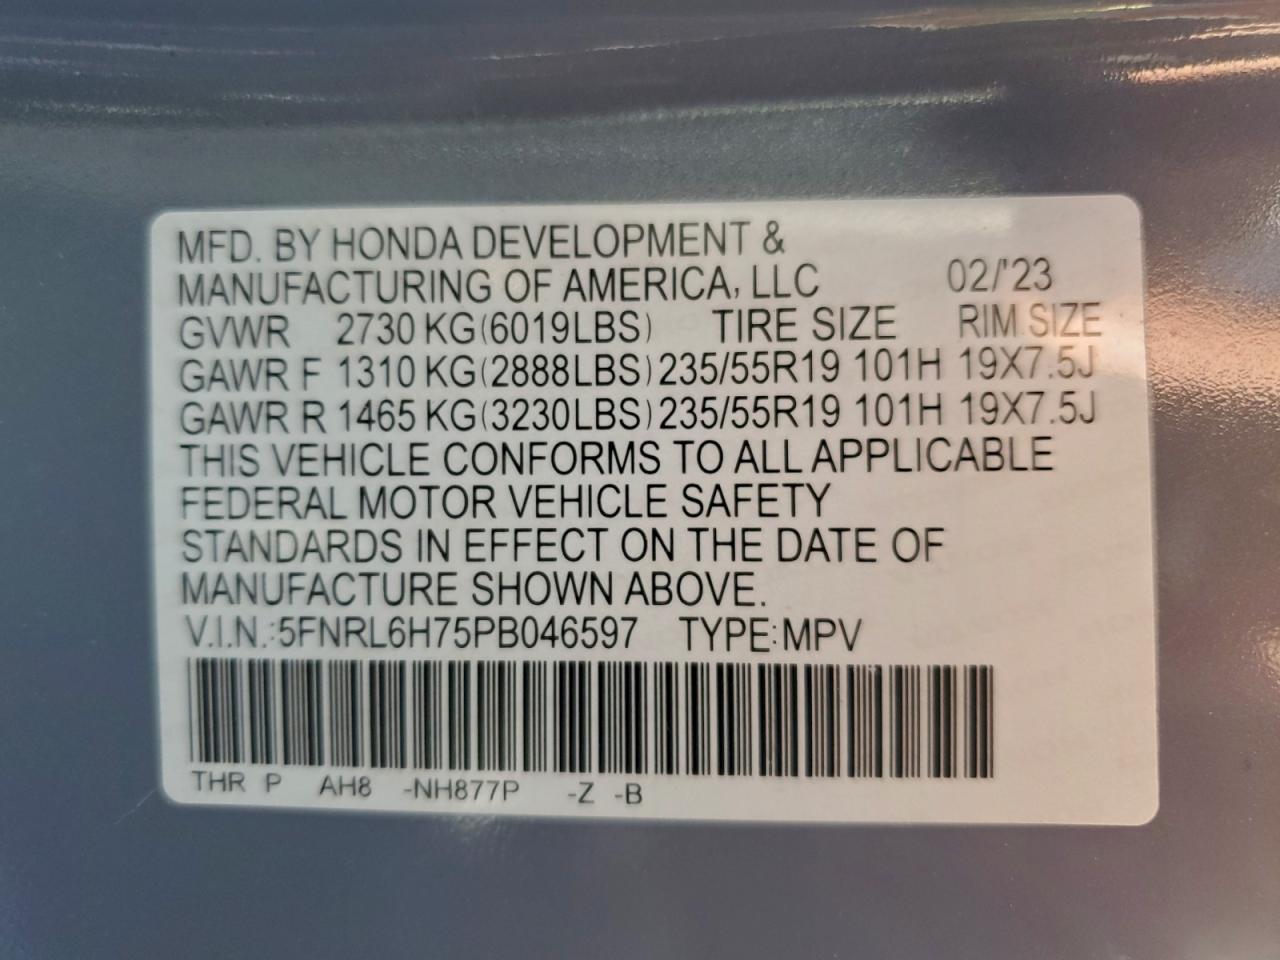 MFD. BY HONDA DEVELOPMENT &
MANUFACTURING OF AMERICA, LLC 02/'23
GVWR 2730 KG(6019LBS) TIRE SIZE RIM SIZE
GAWR F 1310 KG(2888LBS) 235/55R19 101H 19X7.5J
GAWR R 1465 KG(3230LBS) 235/55R19 101H 19X7.5J
THIS VEHICLE CONFORMS TO ALL APPLICABLE
FEDERAL MOTOR VEHICLE SAFETY
STANDARDS IN EFFECT ON THE DATE OF
MANUFACTURE SHOWN ABOVE.
V.I.N.:5FNRL6H75PB046597 TYPE:MPV
THR P AH8 -NH877P -Z -B